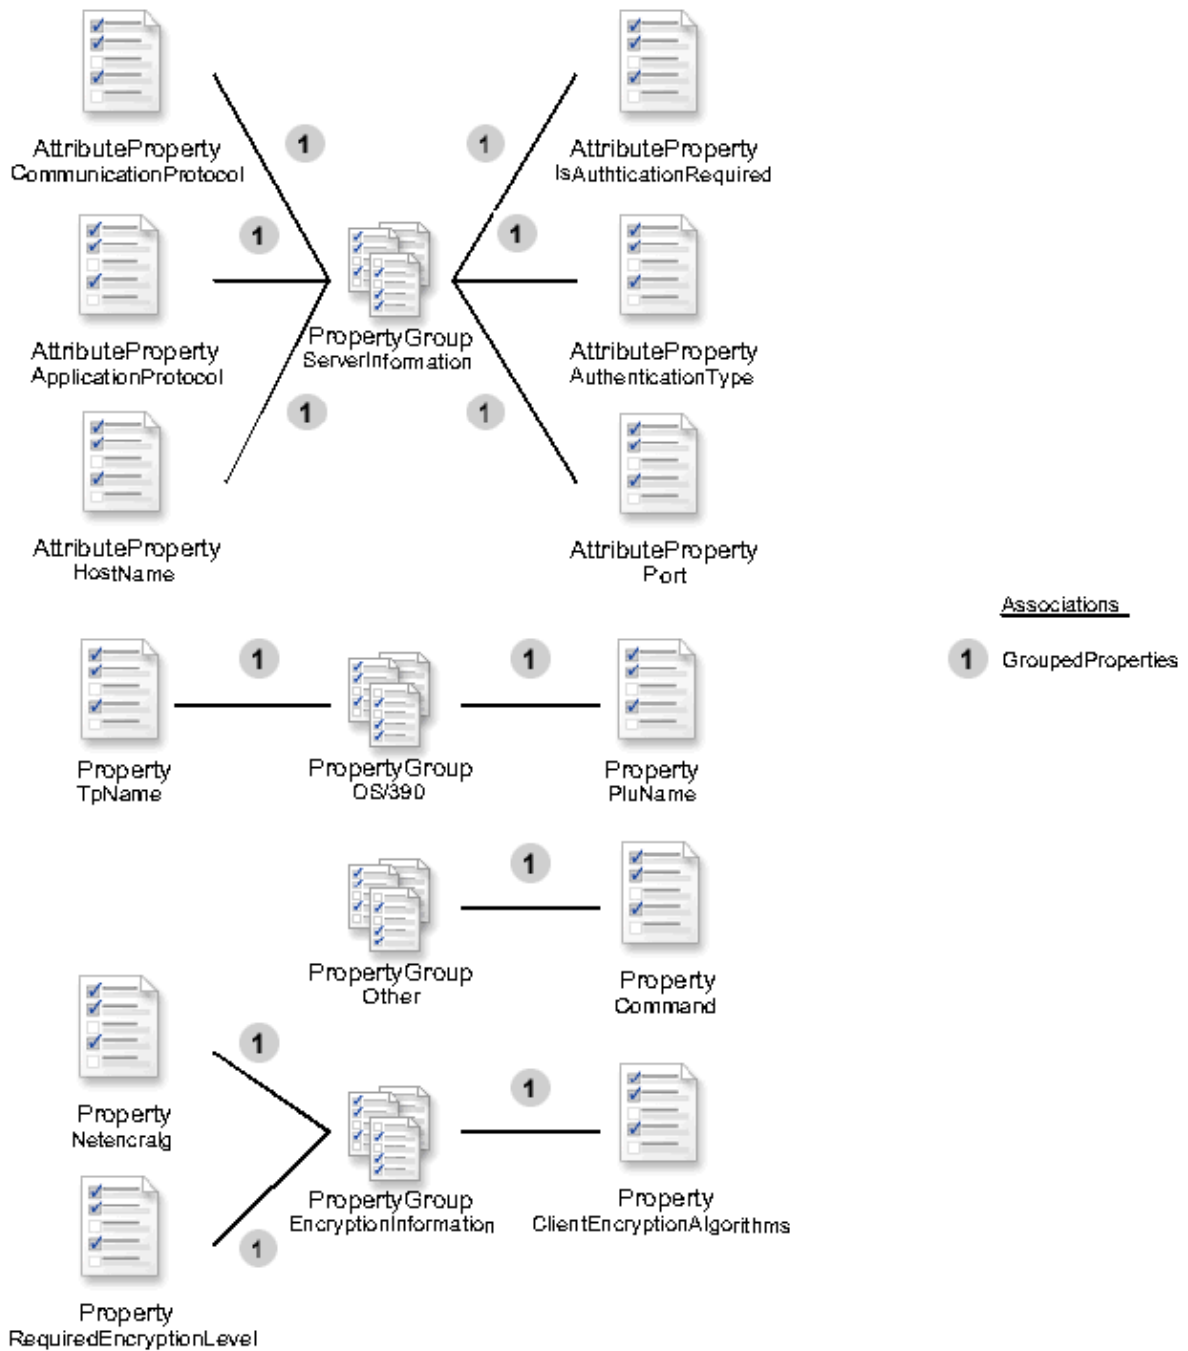 AttributeProperty
CommunicationProtocol
1
1
AttributeProperty
IsAuthticationRequired
AttributeProperty
ApplicationProtocol
1
PropertyGroup
ServerInformation
1
AttributeProperty
AuthenticationType
AttributeProperty
HostName
1
1
AttributeProperty
Port
Associations
1 GroupedProperties
Property
TpName
1
PropertyGroup
OS/390
1
Property
PluName
PropertyGroup
Other
1
Property
Command
Property
Netencralg
1
PropertyGroup
EncryptionInformation
1
Property
ClientEncryptionAlgorithms
1
Property
RequiredEncryptionLevel